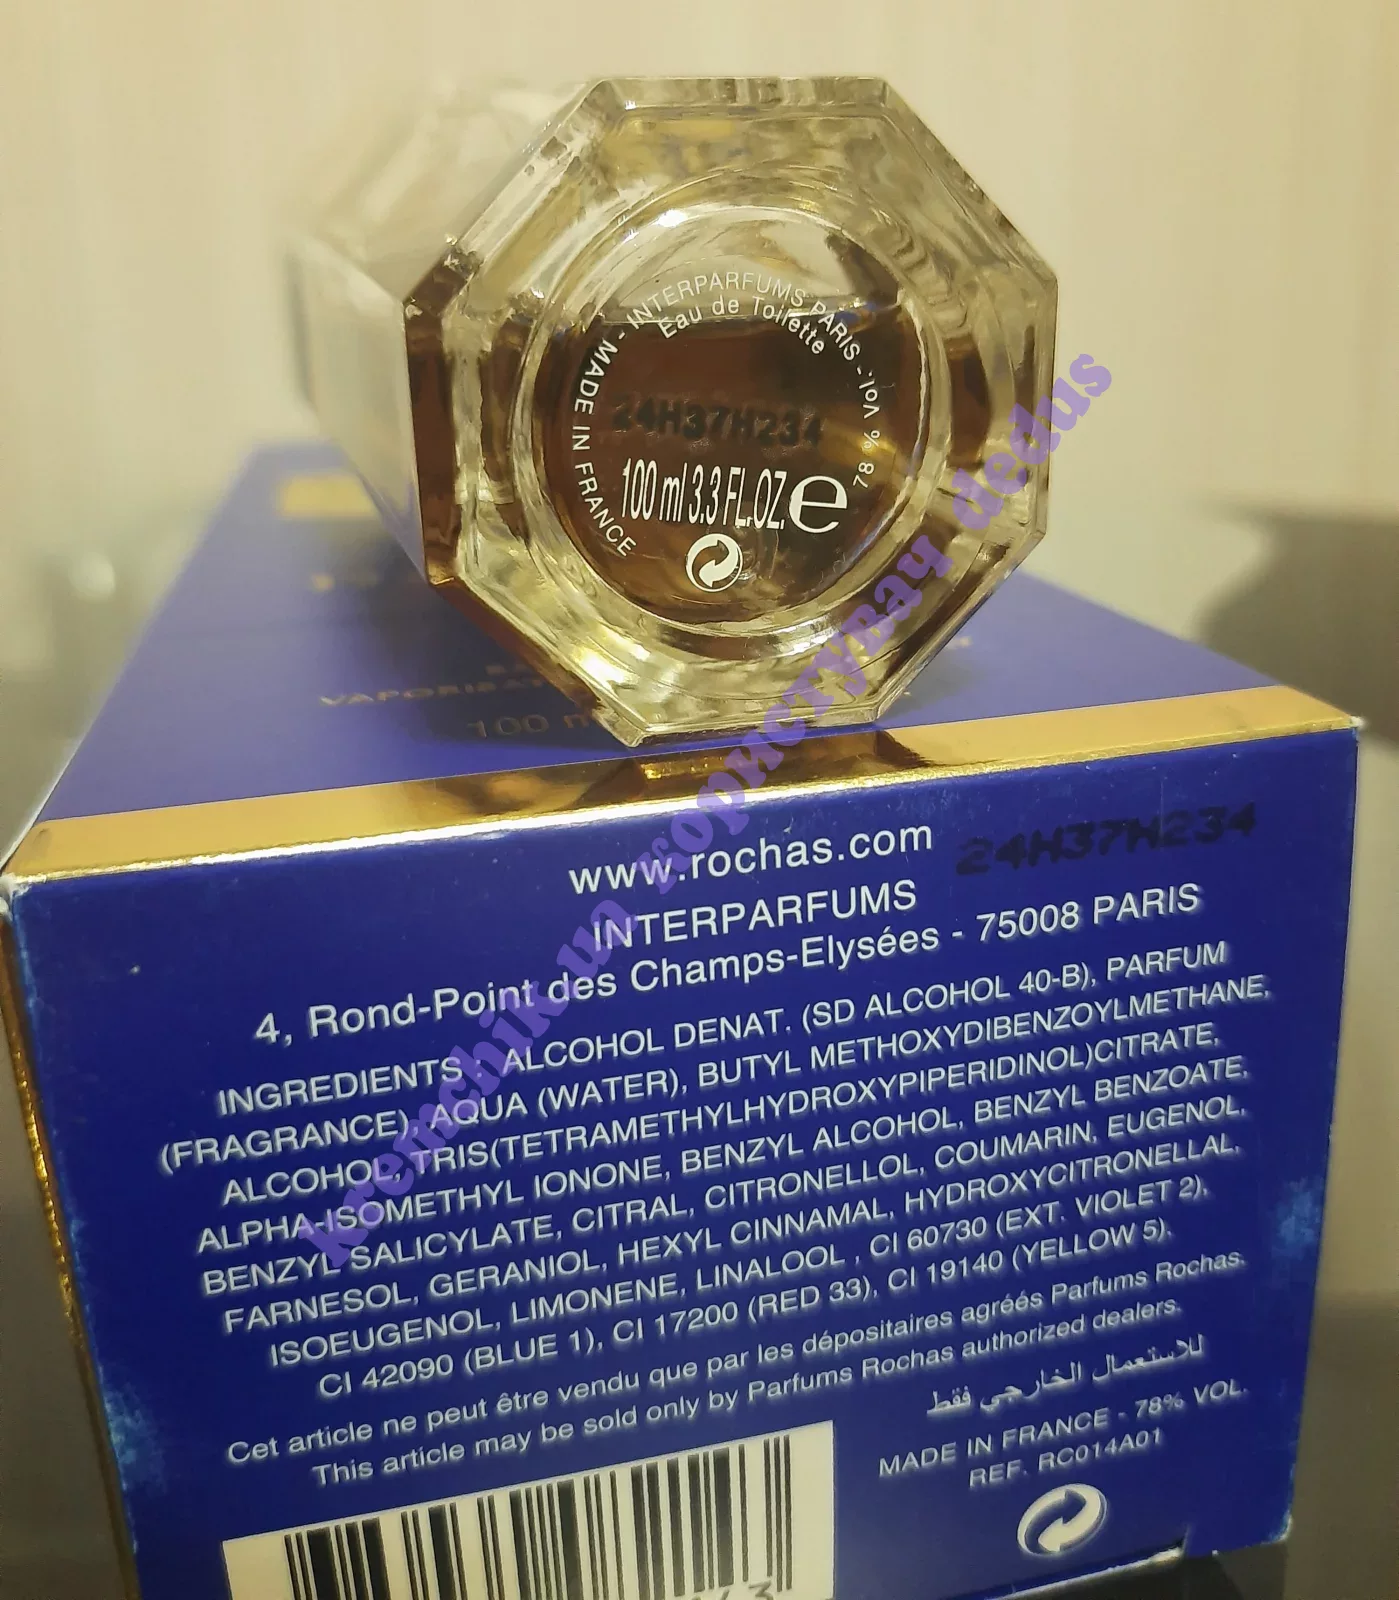 - INTERPARFUMS PARIS -
Eau de Toilette
MADE IN FRANCE
78 % vol.
24H37H234
100 ml 3.3 FL.OZ. e
100 m
www.rochas.com
24H37H234
INTERPARFUMS
4, Rond-Point des Champs-Elysées - 75008 PARIS
INGREDIENTS : ALCOHOL DENAT. (SD ALCOHOL 40-B), PARFUM
(FRAGRANCE), AQUA (WATER), BUTYL METHOXYDIBENZOYLMETHANE,
ALCOHOL, TRIS(TETRAMETHYLHYDROXYPIPERIDINOL)CITRATE,
ALPHA-ISOMETHYL IONONE, BENZYL ALCOHOL, BENZYL BENZOATE,
BENZYL SALICYLATE, CITRAL, CITRONELLOL, COUMARIN, EUGENOL,
FARNESOL, GERANIOL, HEXYL CINNAMAL, HYDROXYCITRONELLAL,
ISOEUGENOL, LIMONENE, LINALOOL , CI 60730 (EXT. VIOLET 2),
CI 42090 (BLUE 1), CI 17200 (RED 33), CI 19140 (YELLOW 5).
Cet article ne peut être vendu que par les dépositaires agréés Parfums Rochas.
This article may be sold only by Parfums Rochas authorized dealers.
للاستعمال الخارجي فقط
MADE IN FRANCE - 78% VOL.
REF. RC014A01
kremchik.ua користувач dedus